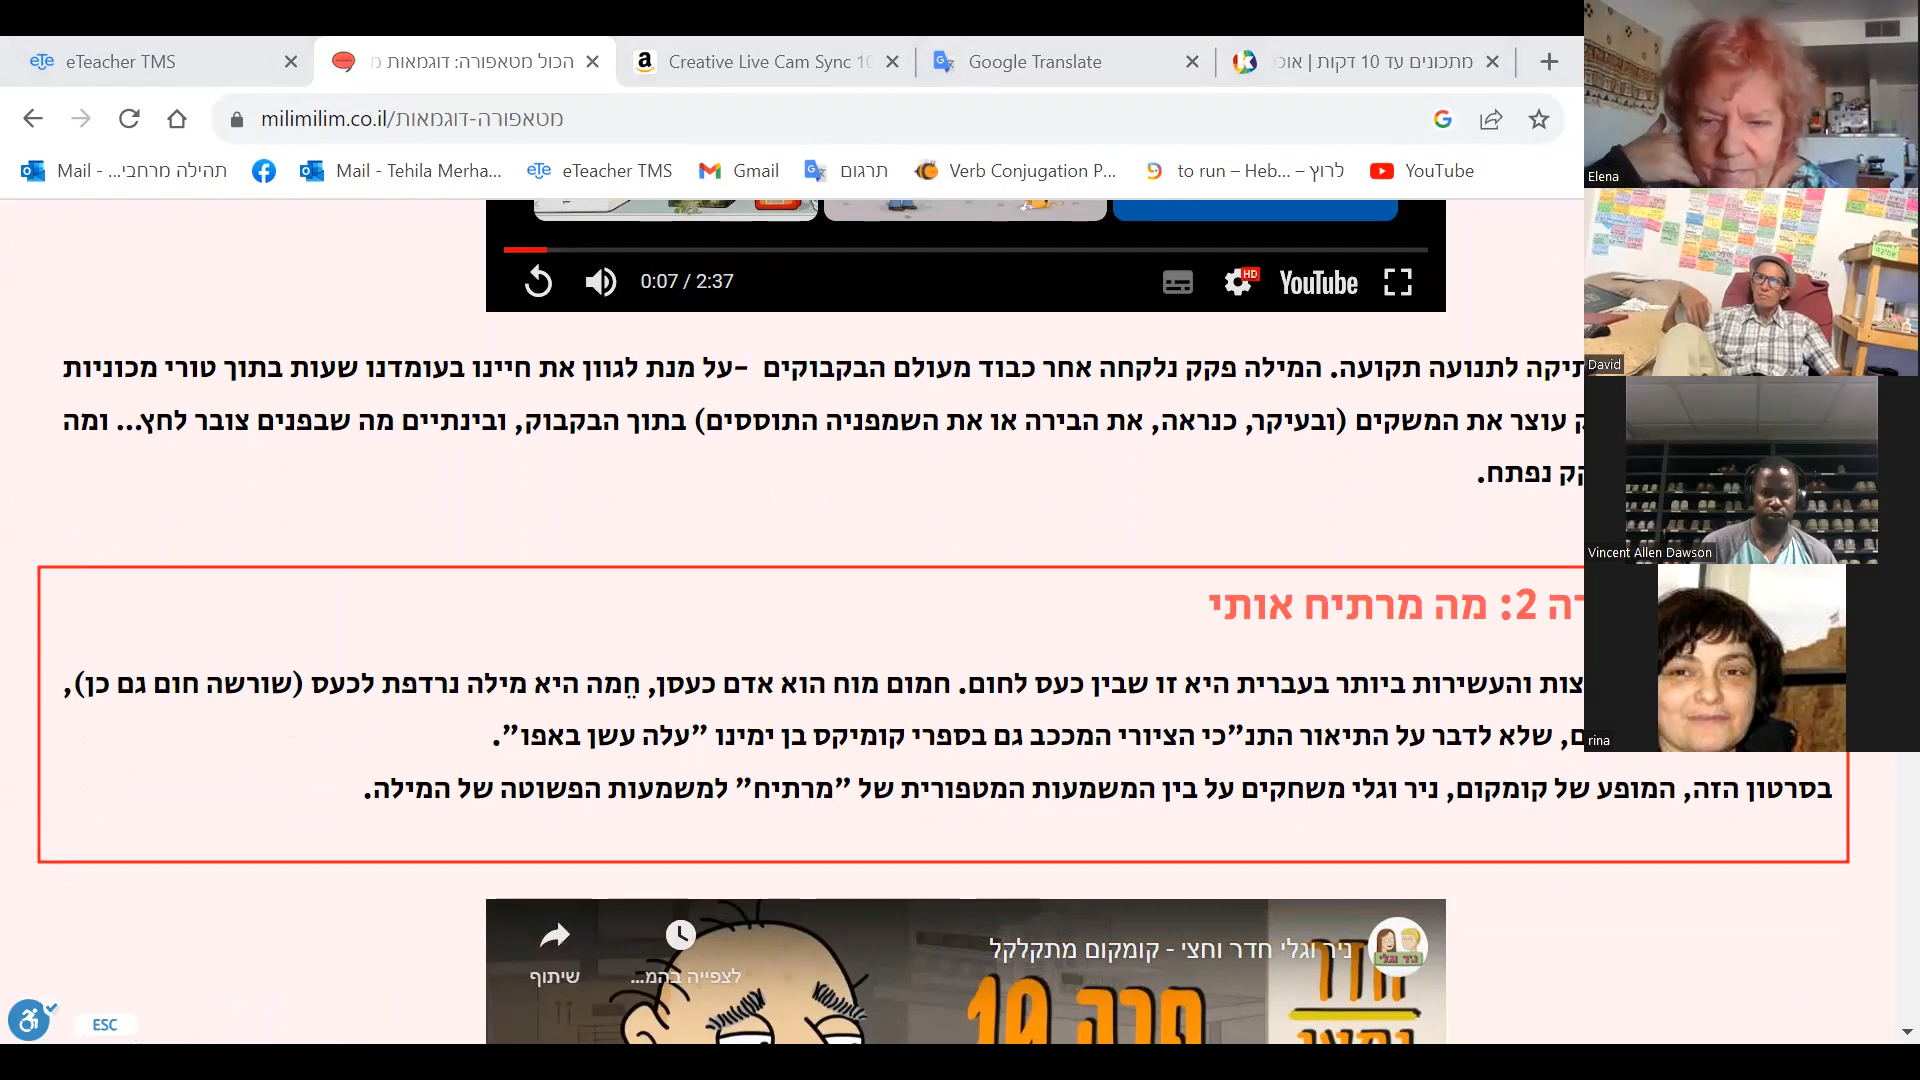 eTeacher TMS
הכול מטאפורה: דוגמאות מ
Creative Live Cam Sync 10
Google Translate
מתכונים עד 10 דקות | אוכ
milimilim.co.il/מטאפורה-דוגמאות
Mail - תהילה מרחבי...
Mail - Tehila Merha...
eTeacher TMS
Gmail
תרגום
Verb Conjugation P...
to run – Heb... – לרוץ
YouTube
0:07 / 2:37
HD
YouTube
לתנועה תקועה. המילה פקק נלקחה אחר כבוד מעולם הבקבוקים -על מנת לגוון את חיינו בעומדנו שעות בתוך טורי מכוניות
עוצר את המשקים (ובעיקר, כנראה, את הבירה או את השמפניה התוססים) בתוך הבקבוק, ובינתיים מה שבפנים צובר לחץ... ומה
נפתח.
2: מה מרתיח אותי
והעשירות ביותר בעברית היא זו שבין כעס לחום. חמום מוח הוא אדם כעסן, חֵמה היא מילה נרדפת לכעס (שורשה חום גם כן),
שלא לדבר על התיאור התנ"כי הציורי המככב גם בספרי קומיקס בן ימינו "עלה עשן באפו".
בסרטון הזה, המופע של קומקום, ניר וגלי משחקים על בין המשמעות המטפורית של "מרתיח" למשמעות הפשוטה של המילה.
ניר וגלי חדר וחצי - קומקום מתקלקל
שיתוף
לצפייה בהמ...
פרק 10
חדר
וחצי
ניר וגלי
ESC
Elena
David
Vincent Allen Dawson
rina